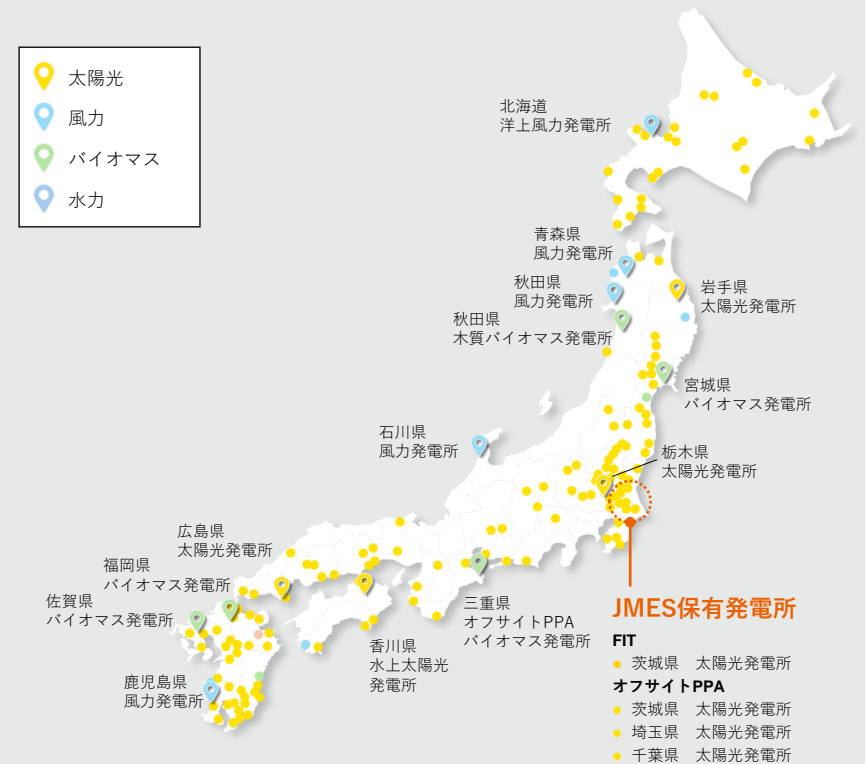 太陽光
風力
バイオマス
水力
北海道
洋上風力発電所
青森県
風力発電所
秋田県
風力発電所
秋田県
木質バイオマス発電所
岩手県
太陽光発電所
宮城県
バイオマス発電所
石川県
風力発電所
栃木県
太陽光発電所
広島県
太陽光発電所
福岡県
バイオマス発電所
佐賀県
バイオマス発電所
三重県
オフサイトPPA
バイオマス発電所
香川県
水上太陽光
発電所
鹿児島県
風力発電所
JMES保有発電所
FIT
茨城県 太陽光発電所
オフサイトPPA
茨城県 太陽光発電所
埼玉県 太陽光発電所
千葉県 太陽光発電所